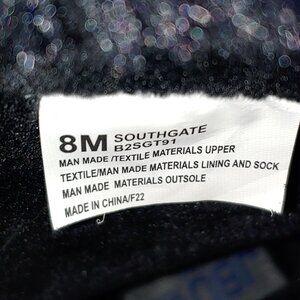 8M SOUTHGATE
B2SGT91
MAN MADE/TEXTILE MATERIALS UPPER
TEXTILE/MAN MADE MATERIALS LINING AND SOCK
MAN MADE MATERIALS OUTSOLE
MADE IN CHINA/F22